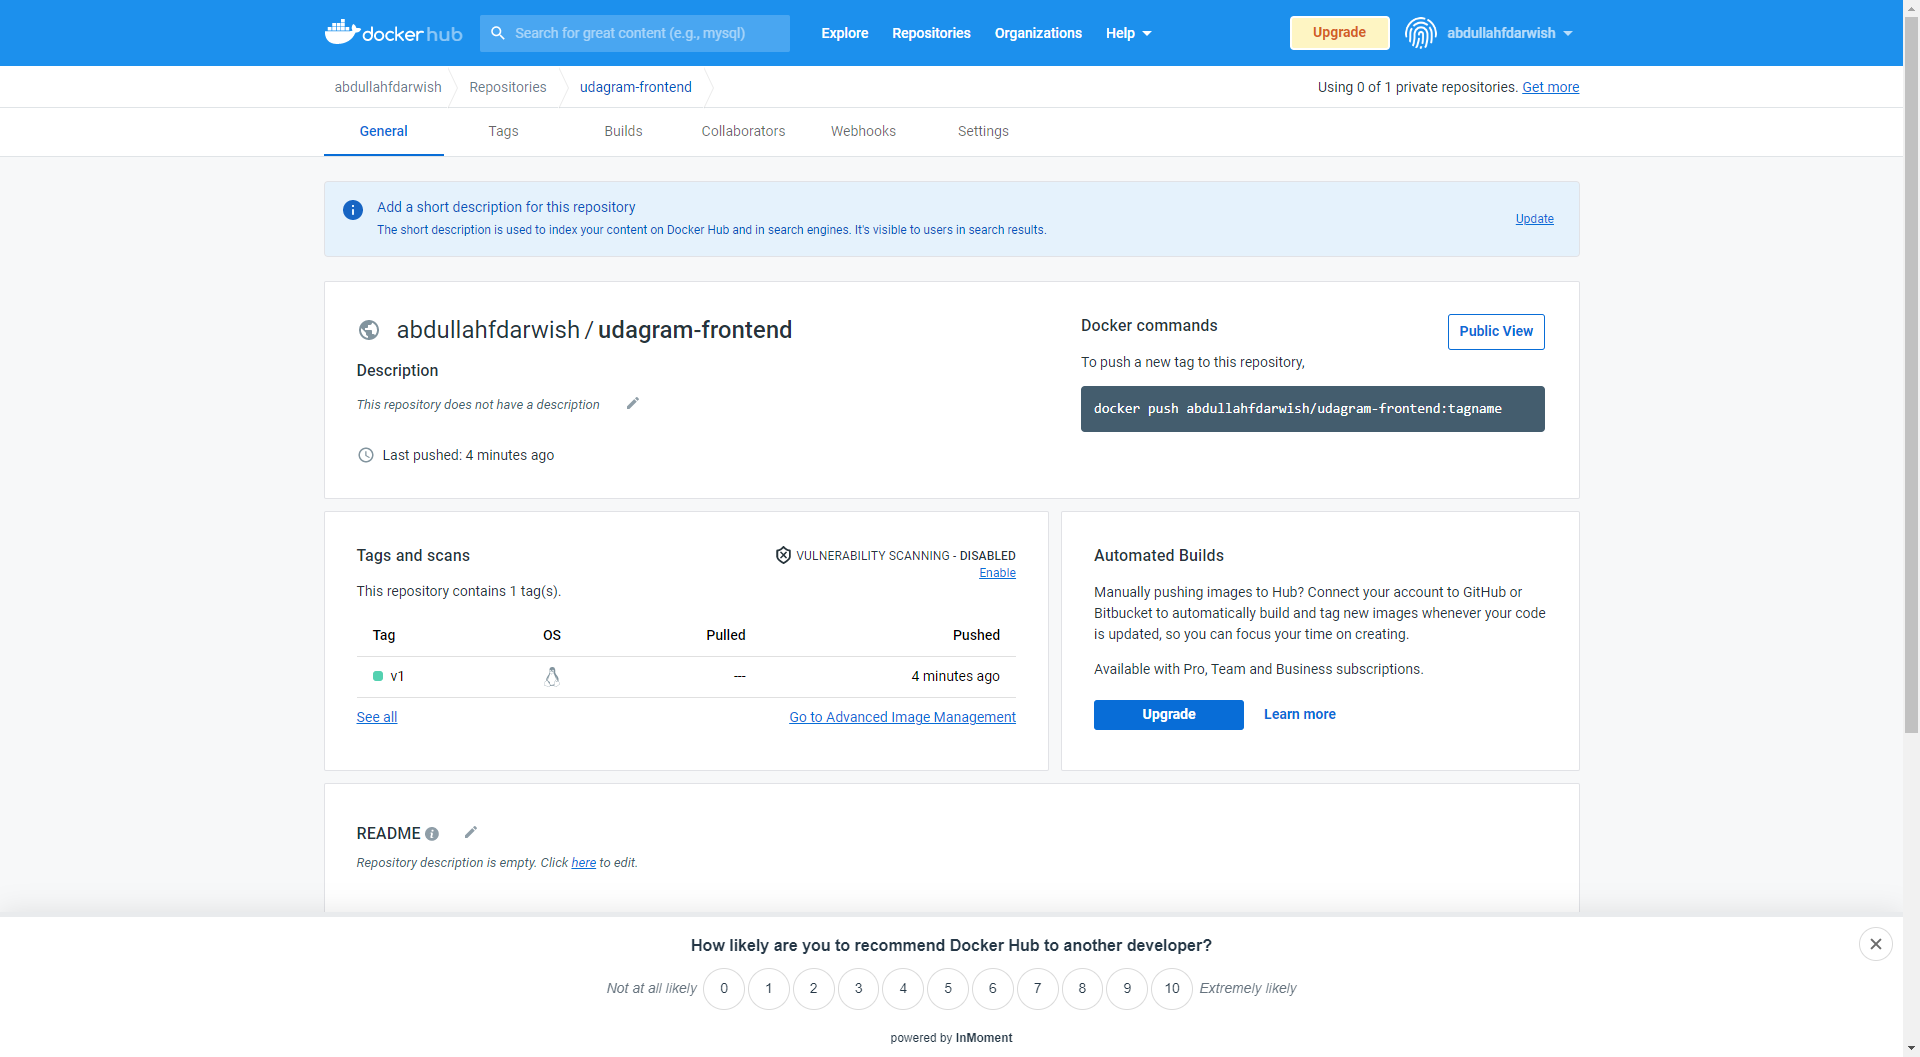 docker hub
Search for great content (e.g., mysql)
Explore
Repositories
Organizations
Help
Upgrade
abdullahfdarwish
abdullahfdarwish
Repositories
udagram-frontend
Using 0 of 1 private repositories. Get more
General
Tags
Builds
Collaborators
Webhooks
Settings
Add a short description for this repository
The short description is used to index your content on Docker Hub and in search engines. It's visible to users in search results.
Update
abdullahfdarwish / udagram-frontend
Description
This repository does not have a description
Last pushed: 4 minutes ago
Docker commands
Public View
To push a new tag to this repository,
docker push abdullahfdarwish/udagram-frontend:tagname
Tags and scans
VULNERABILITY SCANNING - DISABLED
Enable
This repository contains 1 tag(s).
Tag OS Pulled Pushed
v1 --- 4 minutes ago
See all
Go to Advanced Image Management
Automated Builds
Manually pushing images to Hub? Connect your account to GitHub or
Bitbucket to automatically build and tag new images whenever your code
is updated, so you can focus your time on creating.
Available with Pro, Team and Business subscriptions.
Upgrade
Learn more
README
Repository description is empty. Click here to edit.
How likely are you to recommend Docker Hub to another developer?
Not at all likely 0 1 2 3 4 5 6 7 8 9 10 Extremely likely
powered by InMoment